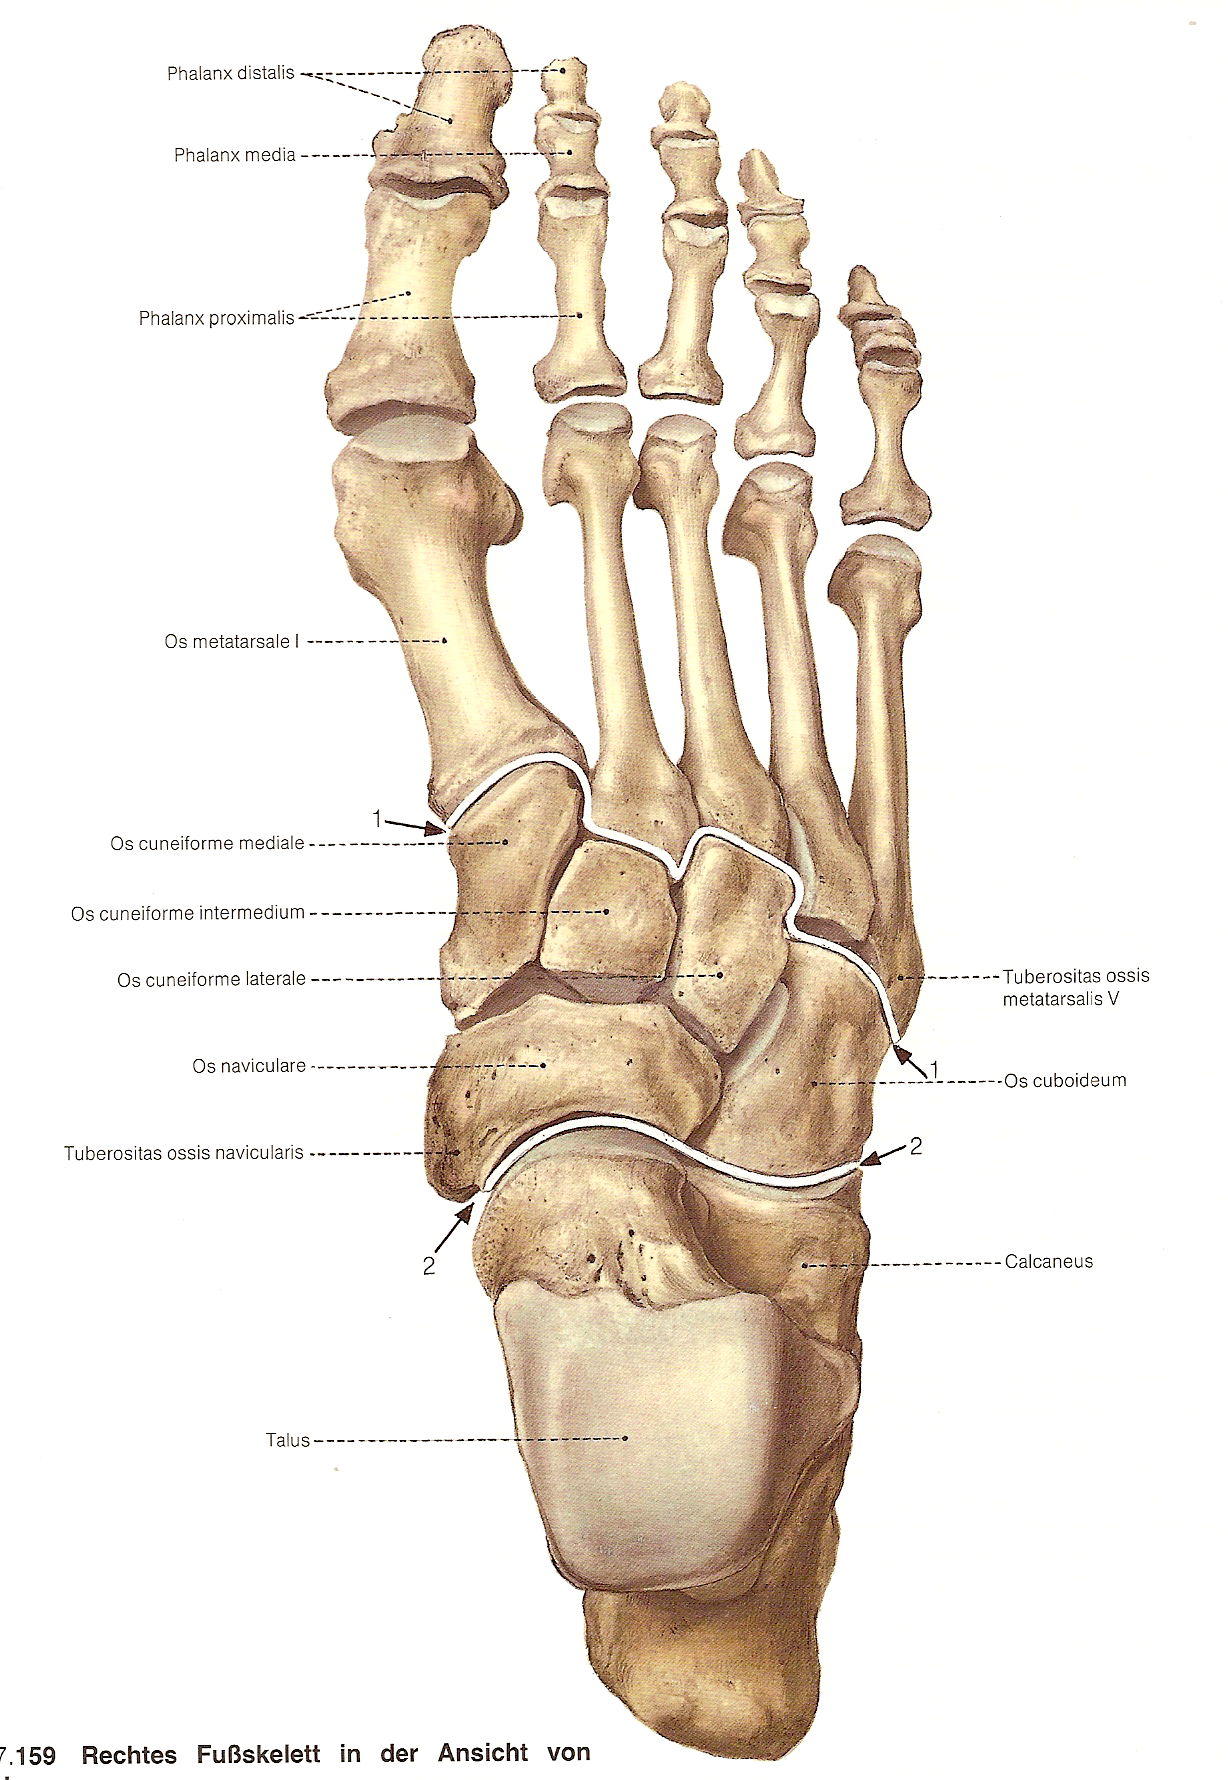 Phalanx distalis
Phalanx media
Phalanx proximalis
Os metatarsale I
1
Os cuneiforme mediale
Os cuneiforme intermedium
Os cuneiforme laterale
Tuberositas ossis
metatarsalis V
Os naviculare
1
Os cuboideum
Tuberositas ossis navicularis
2
2
Calcaneus
Talus
7.159 Rechtes Fußskelett in der Ansicht von